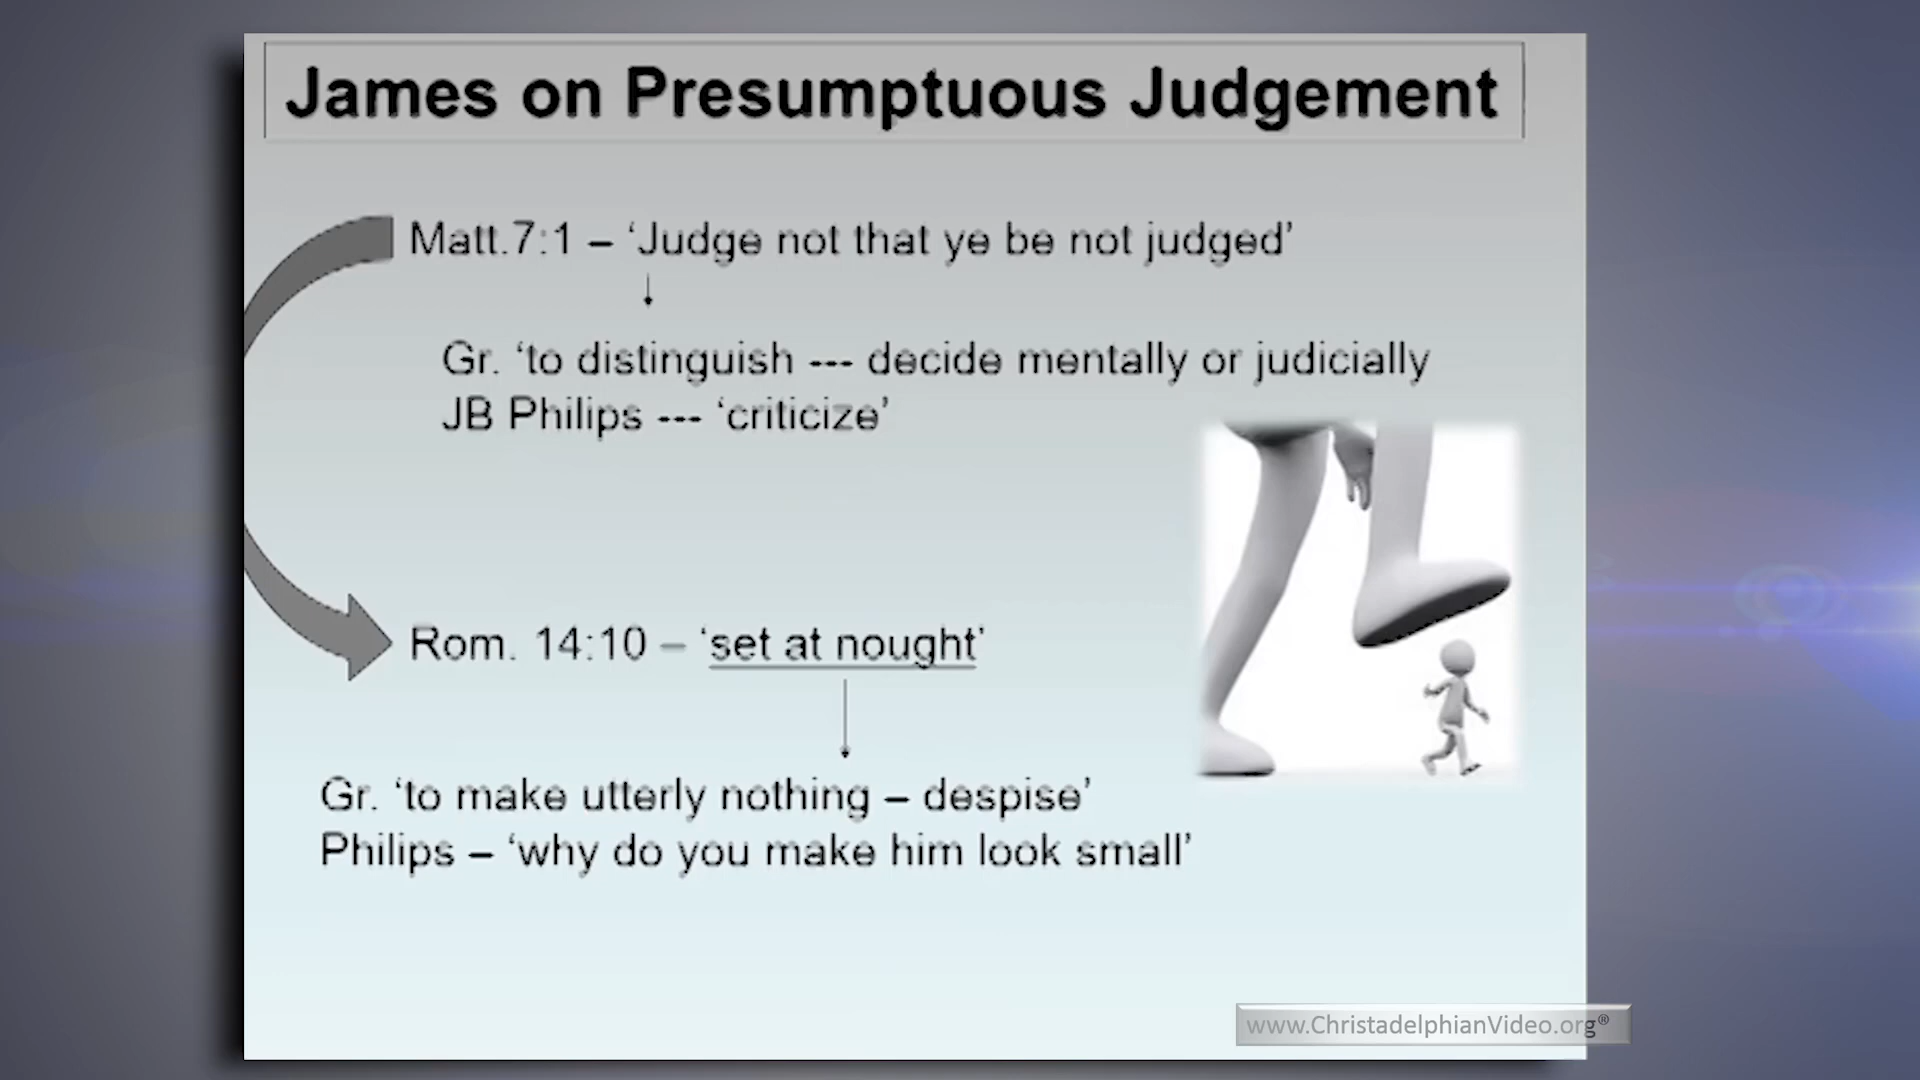 James on Presumptuous Judgement
Matt.7:1 – ‘Judge not that ye be not judged’
Gr. ‘to distinguish --- decide mentally or judicially
JB Philips --- ‘criticize’
Rom. 14:10 – ‘set at nought’
Gr. ‘to make utterly nothing – despise’
Philips – ‘why do you make him look small’
www.ChristadelphianVideo.org®